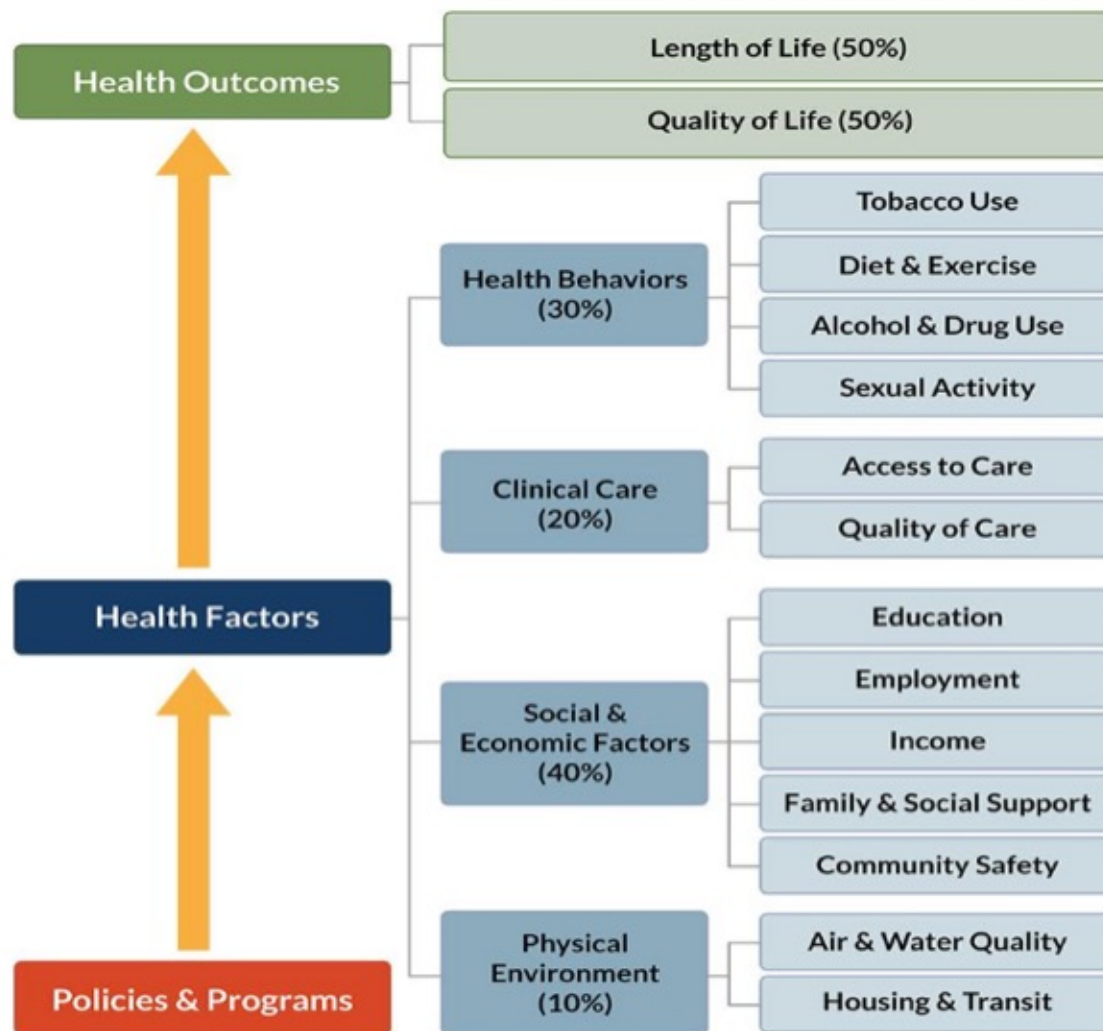 Health Outcomes
Length of Life (50%)
Quality of Life (50%)
Health Factors
Health Behaviors
(30%)
Tobacco Use
Diet & Exercise
Alcohol & Drug Use
Sexual Activity
Clinical Care
(20%)
Access to Care
Quality of Care
Social &
Economic Factors
(40%)
Education
Employment
Income
Family & Social Support
Community Safety
Physical
Environment
(10%)
Air & Water Quality
Housing & Transit
Policies & Programs